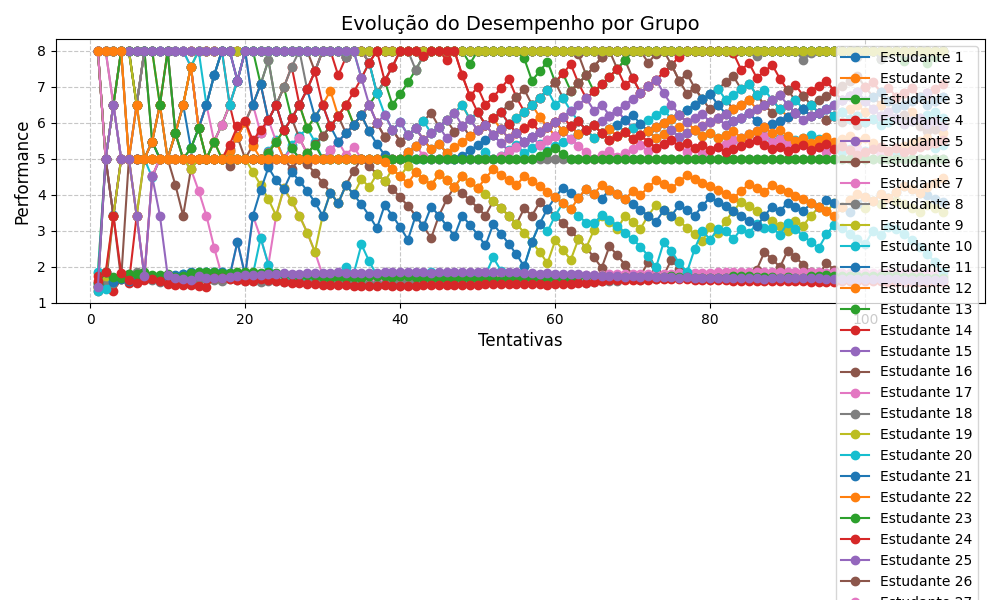 Evolução do Desempenho por Grupo
Performance
8
7
6
5
4
3
2
1
0
20
40
60
80
100
Tentativas
Estudante 1
Estudante 2
Estudante 3
Estudante 4
Estudante 5
Estudante 6
Estudante 7
Estudante 8
Estudante 9
Estudante 10
Estudante 11
Estudante 12
Estudante 13
Estudante 14
Estudante 15
Estudante 16
Estudante 17
Estudante 18
Estudante 19
Estudante 20
Estudante 21
Estudante 22
Estudante 23
Estudante 24
Estudante 25
Estudante 26
Estudante 27